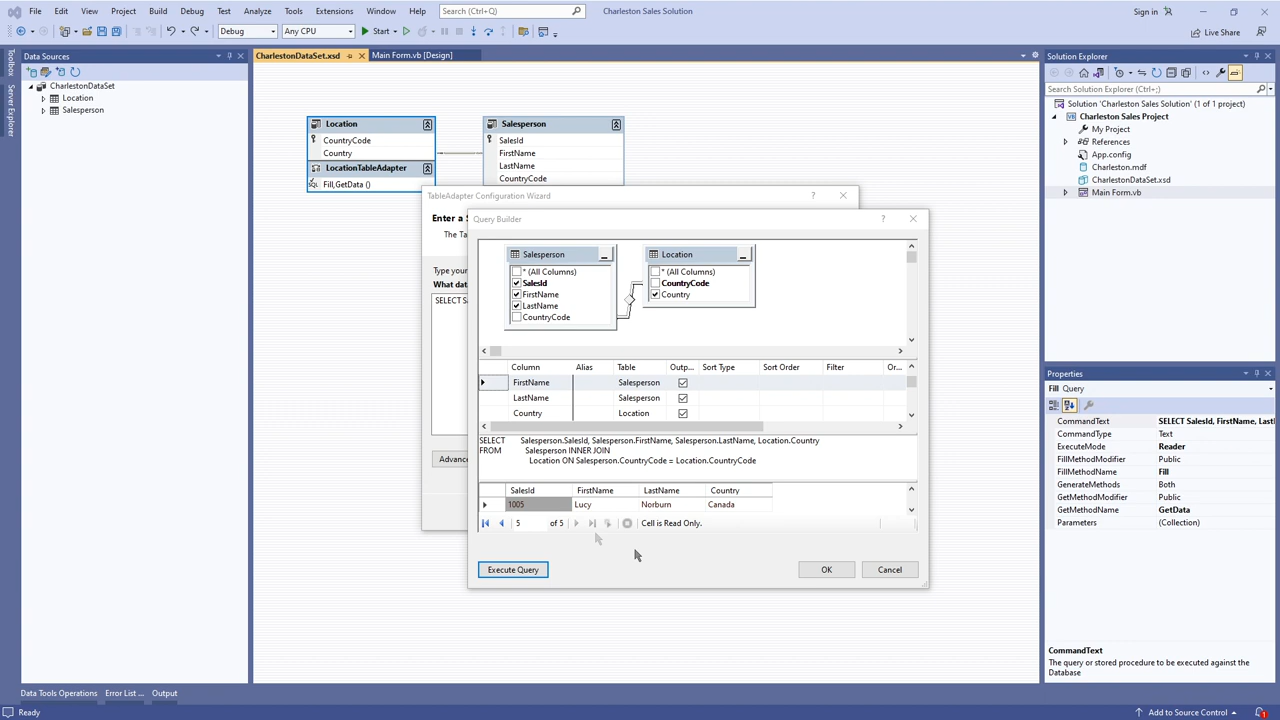 File Edit View Project Build Debug Test Analyze Tools Extensions Window Help Search (Ctrl+Q) Charleston Sales Solution Sign in
Debug Any CPU Start Live Share
Toolbox
Server Explorer
Data Sources
CharlestonDataSet
Location
Salesperson
CharlestonDataSet.xsd Main Form.vb [Design]
Location
CountryCode
Country
LocationTableAdapter
Fill,GetData ()
Salesperson
SalesId
FirstName
LastName
CountryCode
TableAdapter Configuration Wizard ?
Enter a S
The Ta
Type your
What data
SELECT Sa
Advance
Query Builder ?
Salesperson
* (All Columns)
SalesId
FirstName
LastName
CountryCode
Location
* (All Columns)
CountryCode
Country
Column Alias Table Outp... Sort Type Sort Order Filter Or...
FirstName Salesperson
LastName Salesperson
Country Location
SELECT Salesperson.SalesId, Salesperson.FirstName, Salesperson.LastName, Location.Country
FROM Salesperson INNER JOIN
Location ON Salesperson.CountryCode = Location.CountryCode
SalesId FirstName LastName Country
1005 Lucy Norburn Canada
5 of 5 Cell is Read Only.
Execute Query OK Cancel
Solution Explorer
Search Solution Explorer (Ctrl+;)
Solution 'Charleston Sales Solution' (1 of 1 project)
Charleston Sales Project
My Project
References
App.config
Charleston.mdf
CharlestonDataSet.xsd
Main Form.vb
Properties
Fill Query
CommandText SELECT SalesId, FirstName, Last
CommandType Text
ExecuteMode Reader
FillMethodModifier Public
FillMethodName Fill
GenerateMethods Both
GetMethodModifier Public
GetMethodName GetData
Parameters (Collection)
CommandText
The query or stored procedure to be executed against the
Database
Data Tools Operations Error List ... Output
Ready Add to Source Control